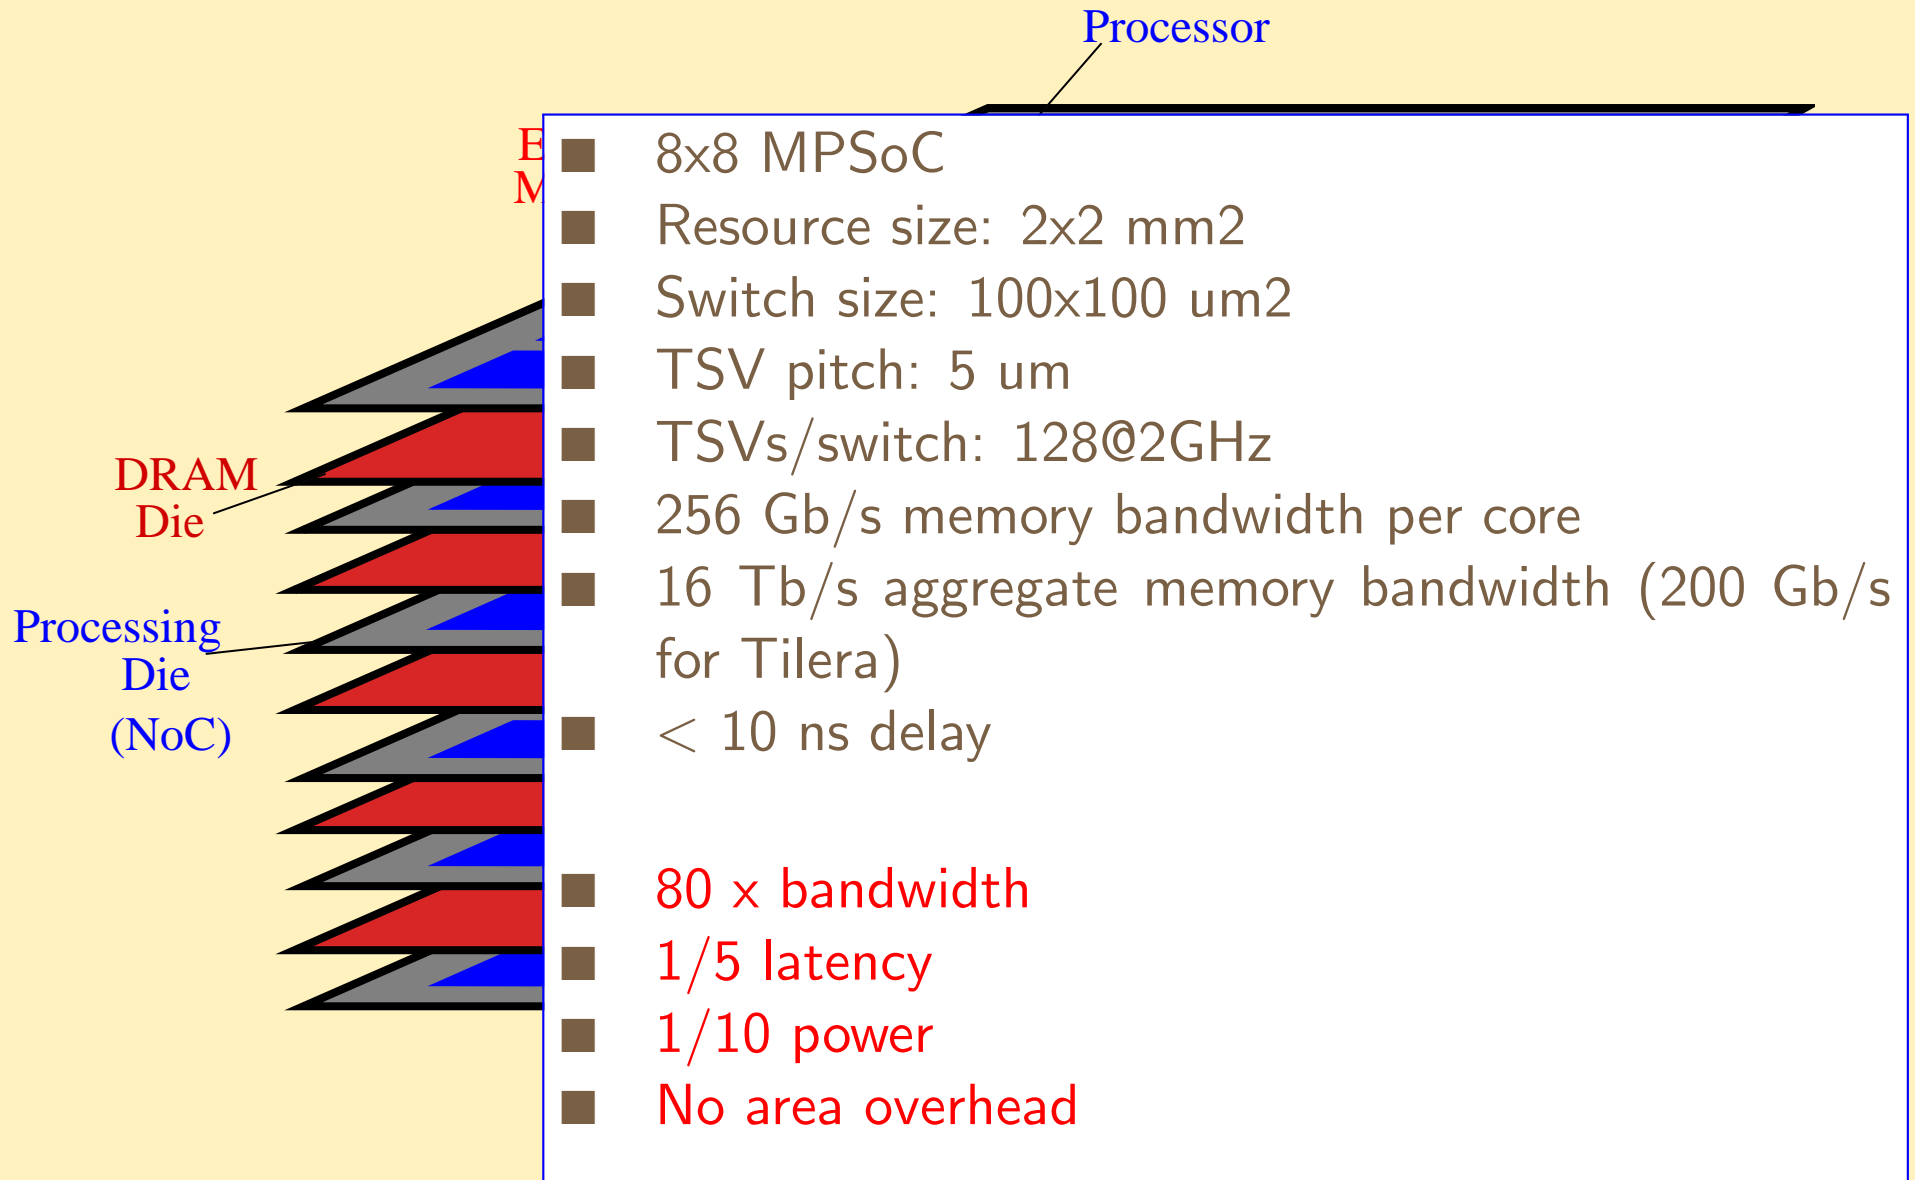 Processor
8x8 MPSoC
Resource size: 2x2 mm2
Switch size: 100x100 um2
TSV pitch: 5 um
TSVs/switch: 128@2GHz
256 Gb/s memory bandwidth per core
16 Tb/s aggregate memory bandwidth (200 Gb/s
for Tilera)
< 10 ns delay
80 x bandwidth
1/5 latency
1/10 power
No area overhead
DRAM
Die
Processing
Die
(NoC)